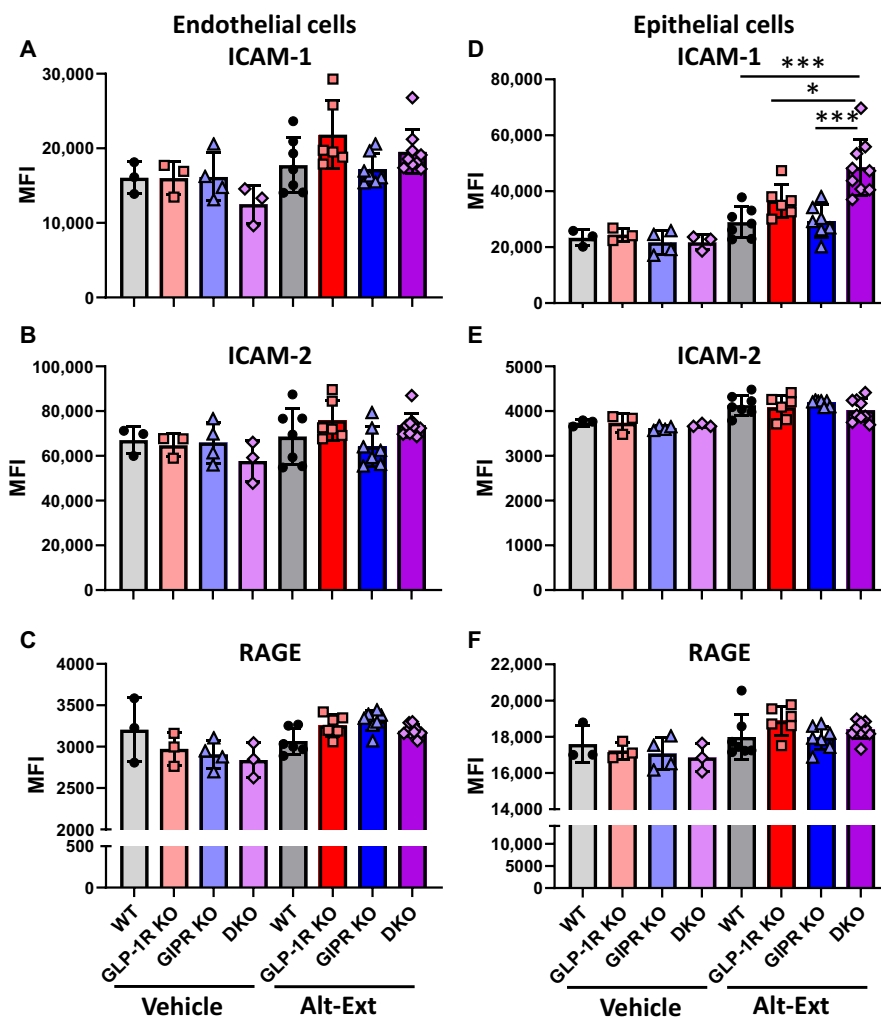 Endothelial cells
A
ICAM-1
30,000
20,000
10,000
0
MFI
B
ICAM-2
100,000
80,000
60,000
40,000
20,000
0
MFI
C
RAGE
4000
3500
3000
2500
2000
500
0
MFI
WT
GLP-1R KO
GIPR KO
DKO
WT
GLP-1R KO
GIPR KO
DKO
Vehicle
Alt-Ext
Epithelial cells
D
ICAM-1
80,000
60,000
40,000
20,000
0
MFI
***
*
***
E
ICAM-2
5000
4000
3000
2000
1000
0
MFI
F
RAGE
22,000
20,000
18,000
16,000
14,000
10,000
5000
0
MFI
WT
GLP-1R KO
GIPR KO
DKO
WT
GLP-1R KO
GIPR KO
DKO
Vehicle
Alt-Ext